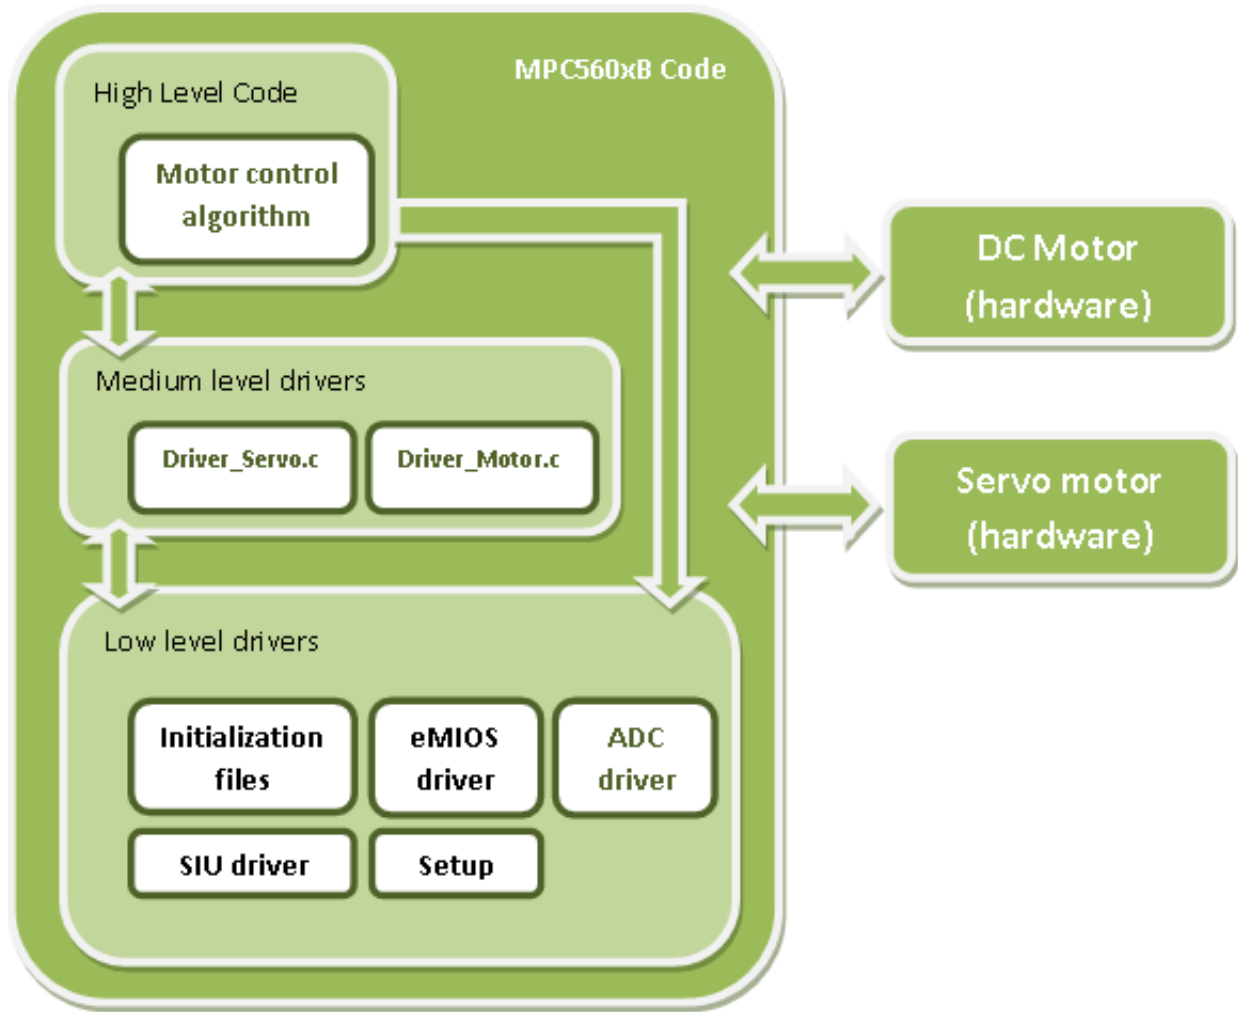 MPC560xB Code
High Level Code
Motor control
algorithm
DC Motor
(hardware)
Medium level drivers
Driver_Servo.c
Driver_Motor.c
Servo motor
(hardware)
Low level drivers
Initialization
files
eMIOS
driver
ADC
driver
SIU driver
Setup